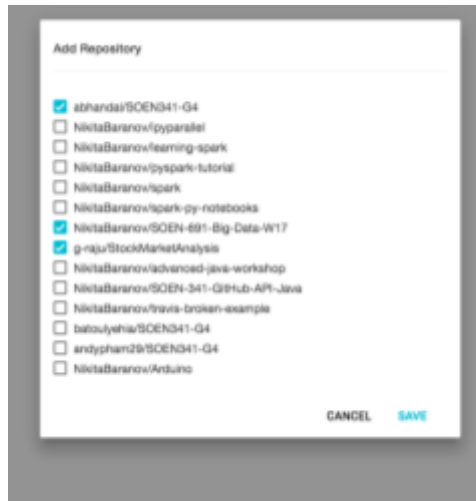 Add Repository
abhandal/SOEN341-G4
NikitaBaranov/ipyparallel
NikitaBaranov/learning-spark
NikitaBaranov/pyspark-tutorial
NikitaBaranov/spark
NikitaBaranov/spark-py-notebooks
NikitaBaranov/SOEN-691-Big-Data-W17
g-raju/StockMarketAnalysis
NikitaBaranov/advanced-java-workshop
NikitaBaranov/SOEN-341-GitHub-API-Java
NikitaBaranov/travis-broken-example
batoulyehia/SOEN341-G4
andypham29/SOEN341-G4
NikitaBaranov/Arduino
CANCEL SAVE